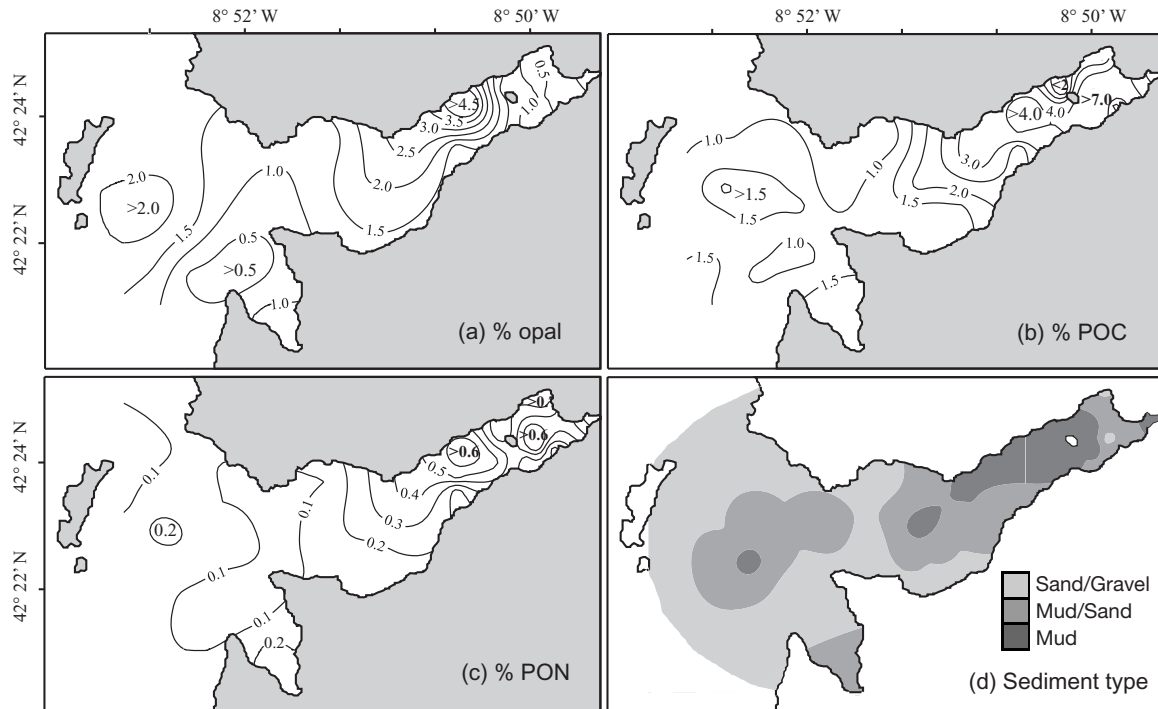 8° 52’ W
8° 50’ W
8° 52’ W
8° 50’ W
42° 24’ N
42° 22’ N
0.5
1.0
>4.5
3.5
3.0
2.5
2.0
1.5
1.0
2.0
>2.0
1.5
0.5
>0.5
1.0
(a) % opal
<2
>7.0
>4.0
4.0
3.0
2.0
1.5
1.0
1.0
>1.5
1.5
1.0
1.5
1.5
(b) % POC
42° 24’ N
42° 22’ N
>0.
>0.6
>0.6
0.5
0.4
0.3
0.2
0.1
0.1
0.2
0.1
0.1
0.2
(c) % PON
Sand/Gravel
Mud/Sand
Mud
(d) Sediment type